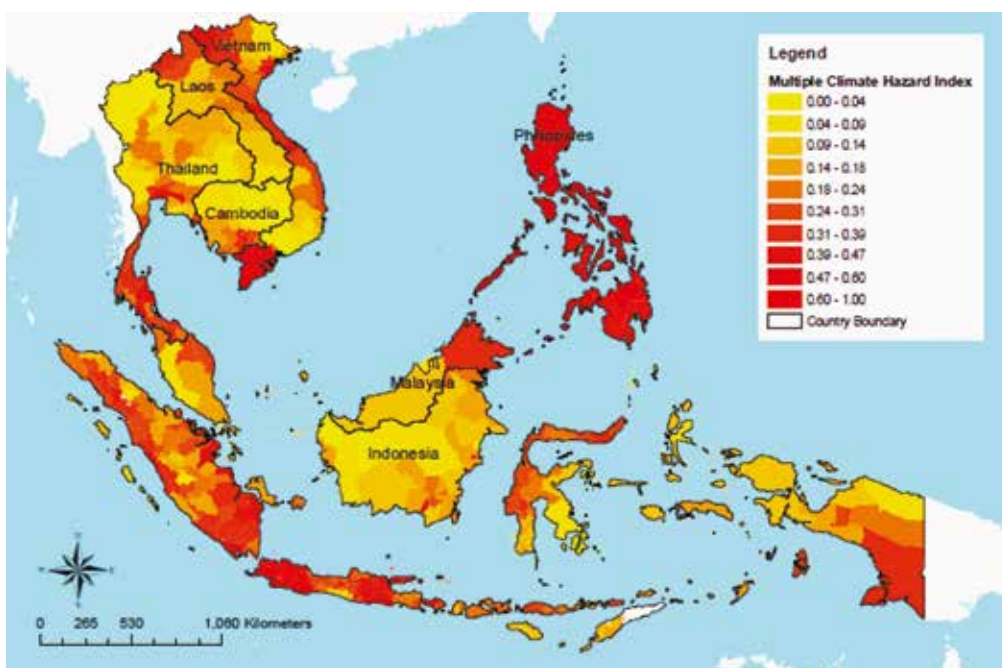 Vietnam
Laos
Thailand
Cambodia
Philippines
Malaysia
Indonesia
Legend
Multiple Climate Hazard Index
0.00 - 0.04
0.04 - 0.09
0.09 - 0.14
0.14 - 0.18
0.18 - 0.24
0.24 - 0.31
0.31 - 0.39
0.39 - 0.47
0.47 - 0.60
0.60 - 1.00
Country Boundary
0 265 530 1,060 Kilometers